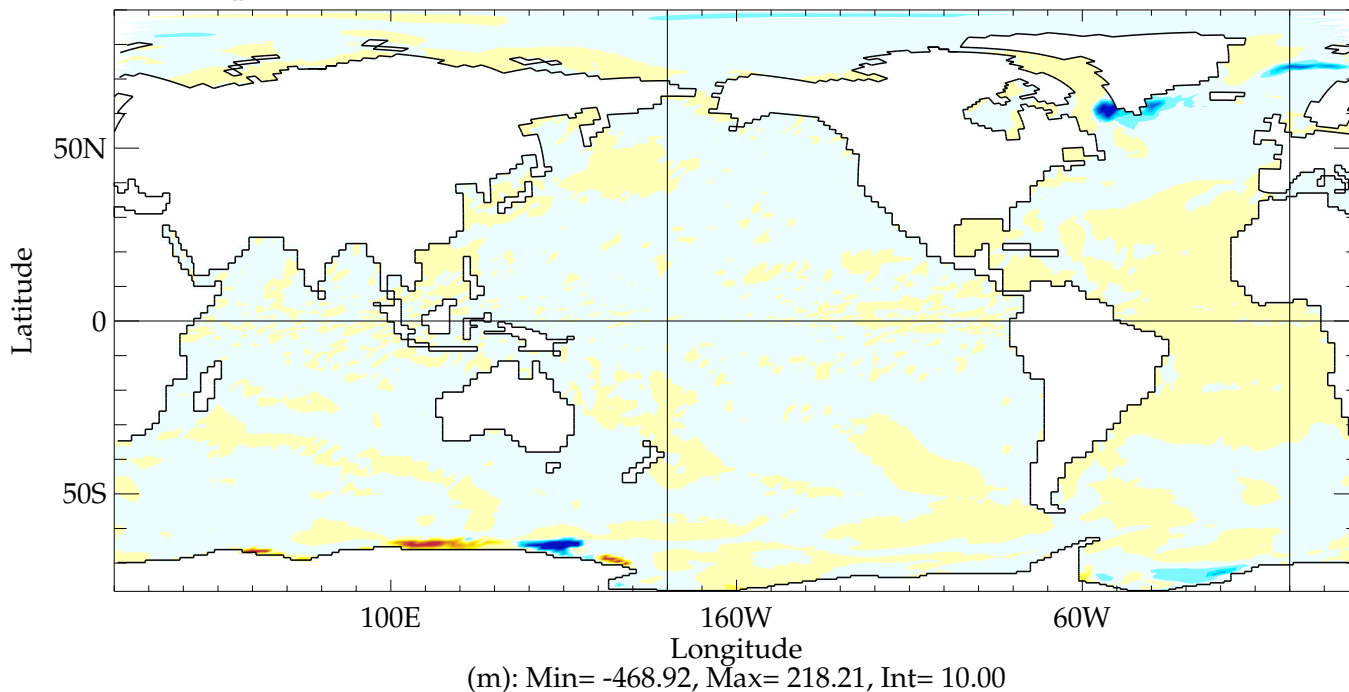 50N
Latitude
0
50S
100E
160W
60W
Longitude
(m): Min= -468.92, Max= 218.21, Int= 10.00